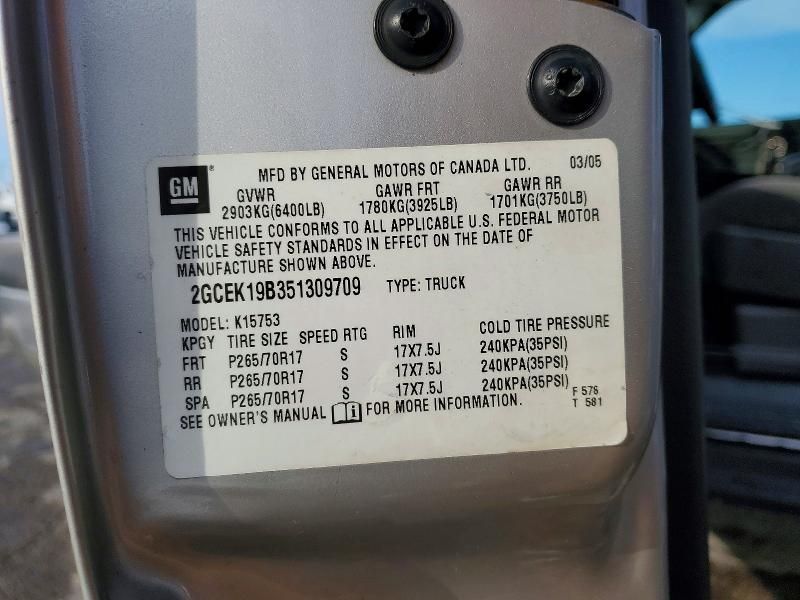 GM
MFD BY GENERAL MOTORS OF CANADA LTD. 03/05
GVWR GAWR FRT GAWR RR
2903KG(6400LB) 1780KG(3925LB) 1701KG(3750LB)
THIS VEHICLE CONFORMS TO ALL APPLICABLE U.S. FEDERAL MOTOR
VEHICLE SAFETY STANDARDS IN EFFECT ON THE DATE OF
MANUFACTURE SHOWN ABOVE.
2GCEK19B351309709 TYPE: TRUCK
MODEL: K15753
KPGY TIRE SIZE SPEED RTG RIM COLD TIRE PRESSURE
FRT P265/70R17 S 17X7.5J 240KPA(35PSI)
RR P265/70R17 S 17X7.5J 240KPA(35PSI)
SPA P265/70R17 S 17X7.5J 240KPA(35PSI)
SEE OWNER'S MANUAL i FOR MORE INFORMATION.
F 576
T 581